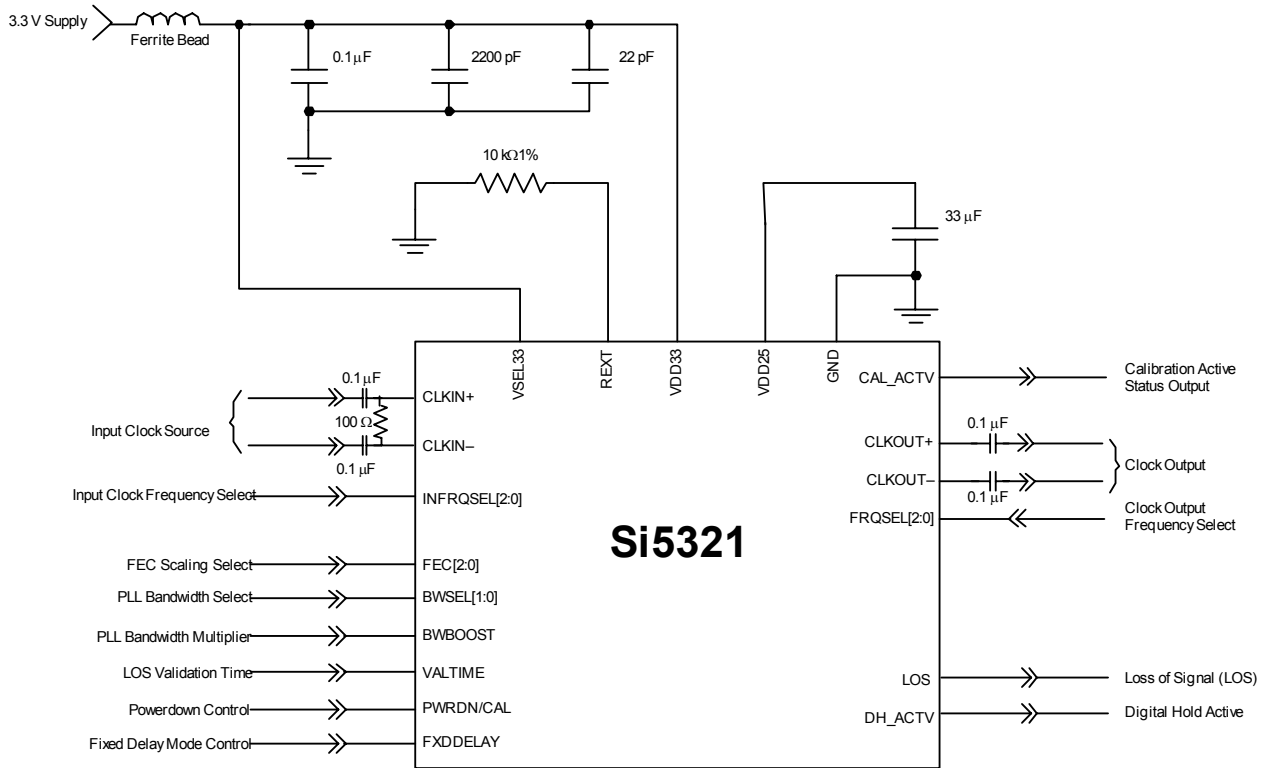 3.3 V Supply
Ferrite Bead
0.1 μF
2200 pF
22 pF
10 kΩ 1%
33 μF
VSEL33
REXT
VDD33
VDD25
GND
0.1 μF
100 Ω
0.1 μF
Input Clock Source
CLKIN+
CLKIN–
Input Clock Frequency Select
INFRQSEL[2:0]
FEC Scaling Select
FEC[2:0]
PLL Bandwidth Select
BWSEL[1:0]
PLL Bandwidth Multiplier
BWBOOST
LOS Validation Time
VALTIME
Powerdown Control
PWRDN/CAL
Fixed Delay Mode Control
FXDDELAY
Si5321
CAL_ACTV
Calibration Active
Status Output
CLKOUT+
0.1 μF
CLKOUT–
0.1 μF
Clock Output
FRQSEL[2:0]
Clock Output
Frequency Select
LOS
Loss of Signal (LOS)
DH_ACTV
Digital Hold Active